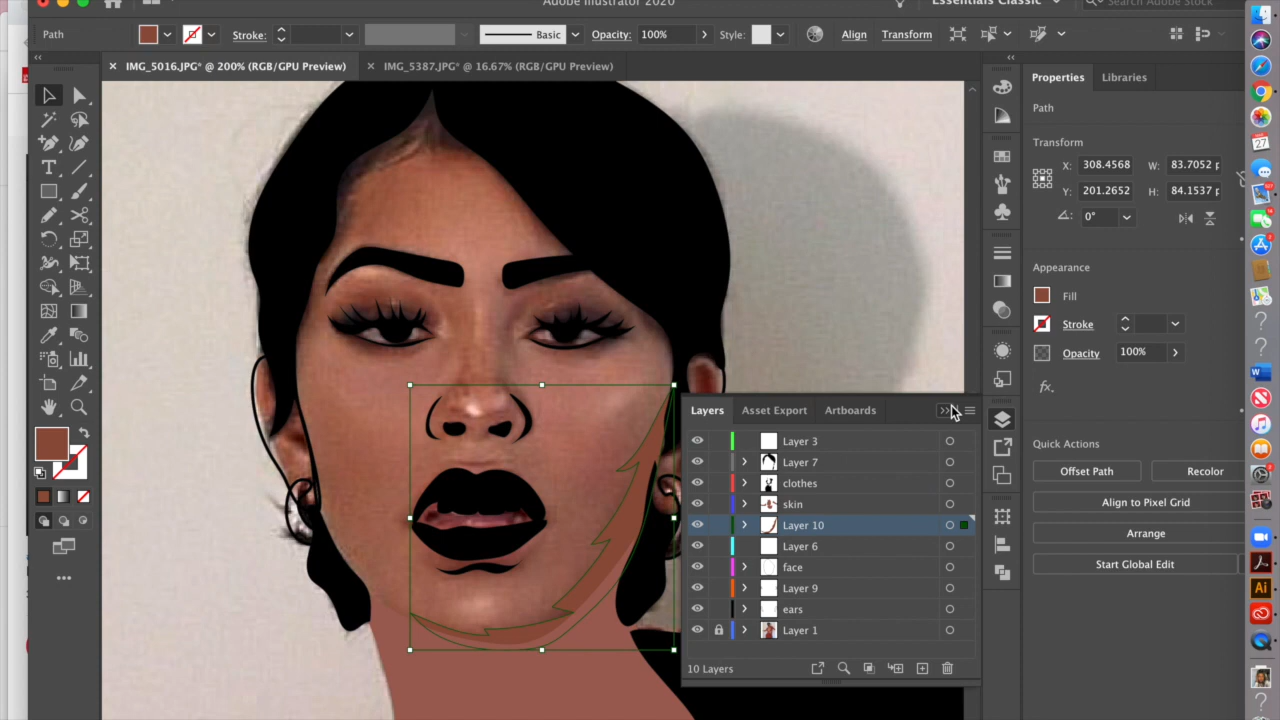 Adobe Illustrator 2020
Essentials Classic
Search Adobe Stock
Path
Stroke:
Basic
Opacity: 100%
Style:
Align
Transform
× IMG_5016.JPG* @ 200% (RGB/GPU Preview)
× IMG_5387.JPG* @ 16.67% (RGB/GPU Preview)
Properties
Libraries
Path
Transform
X: 308.4568
W: 83.7052 p
Y: 201.2652
H: 84.1537 p
0°
Appearance
Fill
Stroke
Opacity
100%
fx.
Quick Actions
Offset Path
Recolor
Align to Pixel Grid
Arrange
Start Global Edit
Layers
Asset Export
Artboards
Layer 3
Layer 7
clothes
skin
Layer 10
Layer 6
face
Layer 9
ears
Layer 1
10 Layers
27
Ai